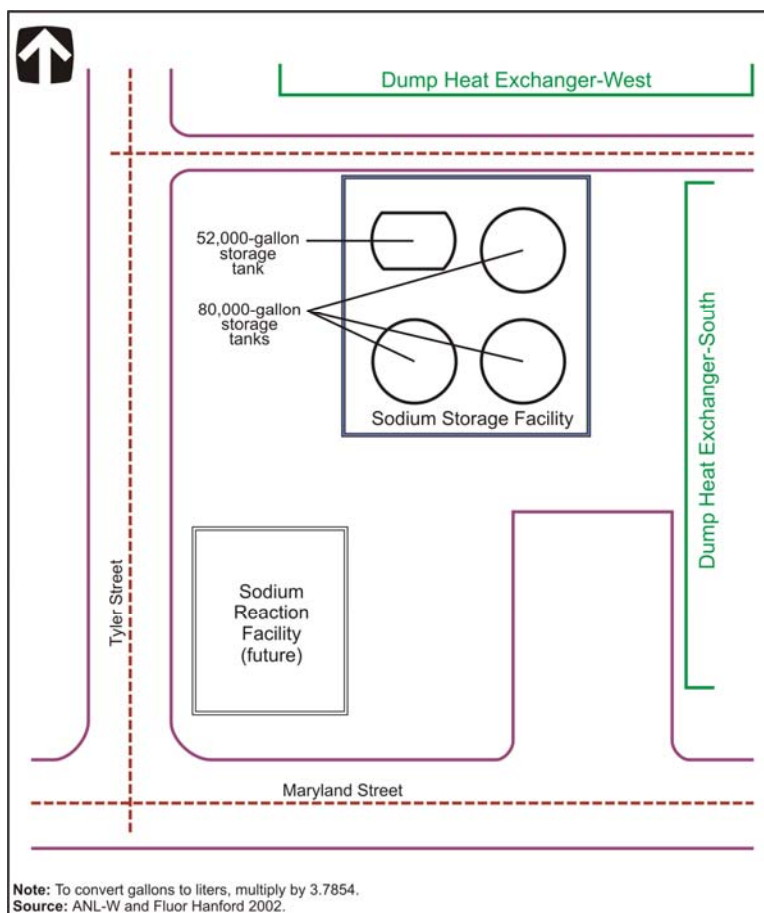 Dump Heat Exchanger-West
52,000-gallon
storage
tank
80,000-gallon
storage
tanks
Sodium Storage Facility
Dump Heat Exchanger-South
Sodium
Reaction
Facility
(future)
Tyler Street
Maryland Street
Note: To convert gallons to liters, multiply by 3.7854.
Source: ANL-W and Fluor Hanford 2002.